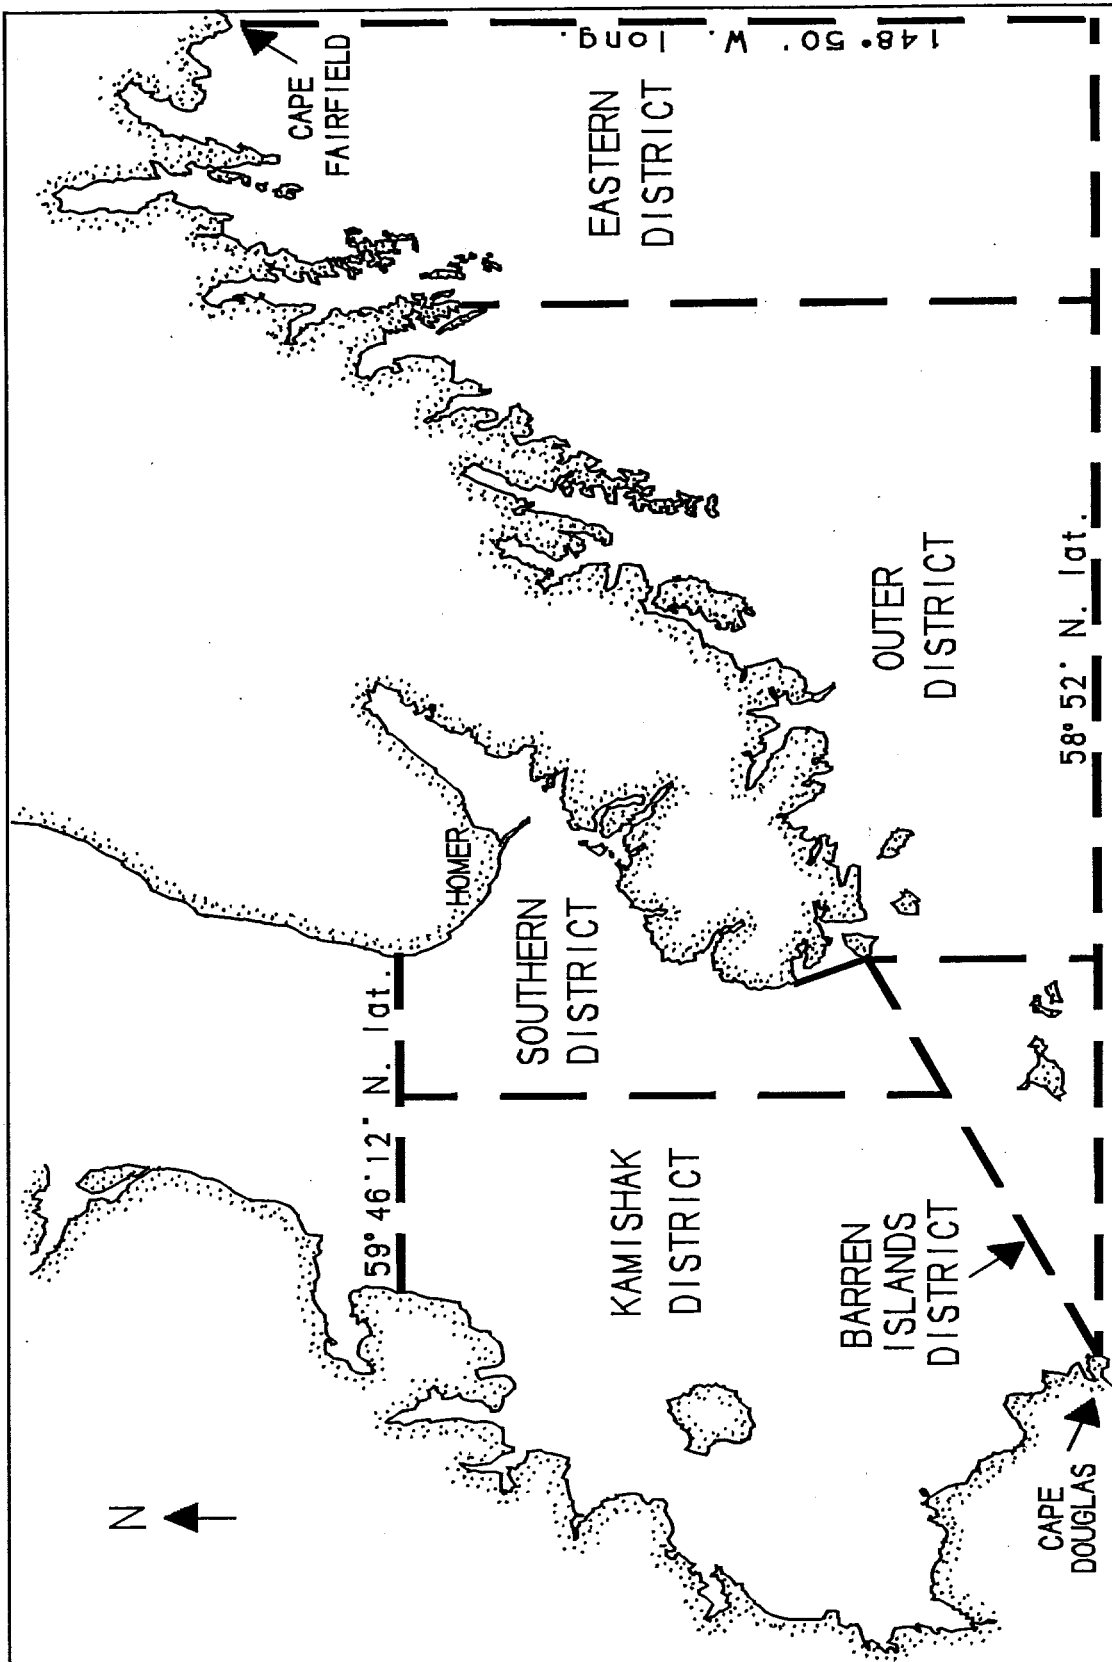 N
CAPE
FAIRFIELD
148°50' W. long.
EASTERN
DISTRICT
HOMER
59° 46' 12" N. lat.
SOUTHERN
DISTRICT
KAMISHAK
DISTRICT
OUTER
DISTRICT
BARREN
ISLANDS
DISTRICT
CAPE
DOUGLAS
58° 52' N. lat.